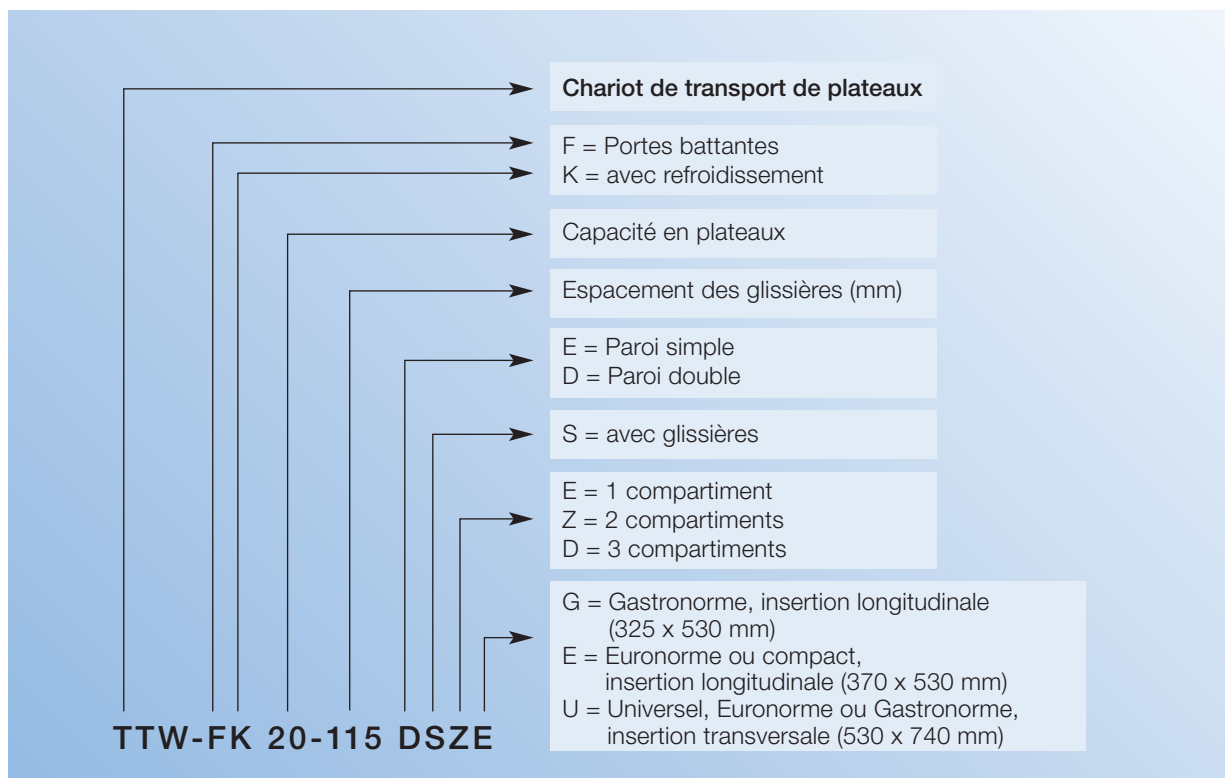 Chariot de transport de plateaux
F = Portes battantes
K = avec refroidissement
Capacité en plateaux
Espacement des glissières (mm)
E = Paroi simple
D = Paroi double
S = avec glissières
E = 1 compartiment
Z = 2 compartiments
D = 3 compartiments
G = Gastronorme, insertion longitudinale
(325 x 530 mm)
E = Euronorme ou compact,
insertion longitudinale (370 x 530 mm)
U = Universel, Euronorme ou Gastronorme,
insertion transversale (530 x 740 mm)
TTW-FK 20-115 DSZE